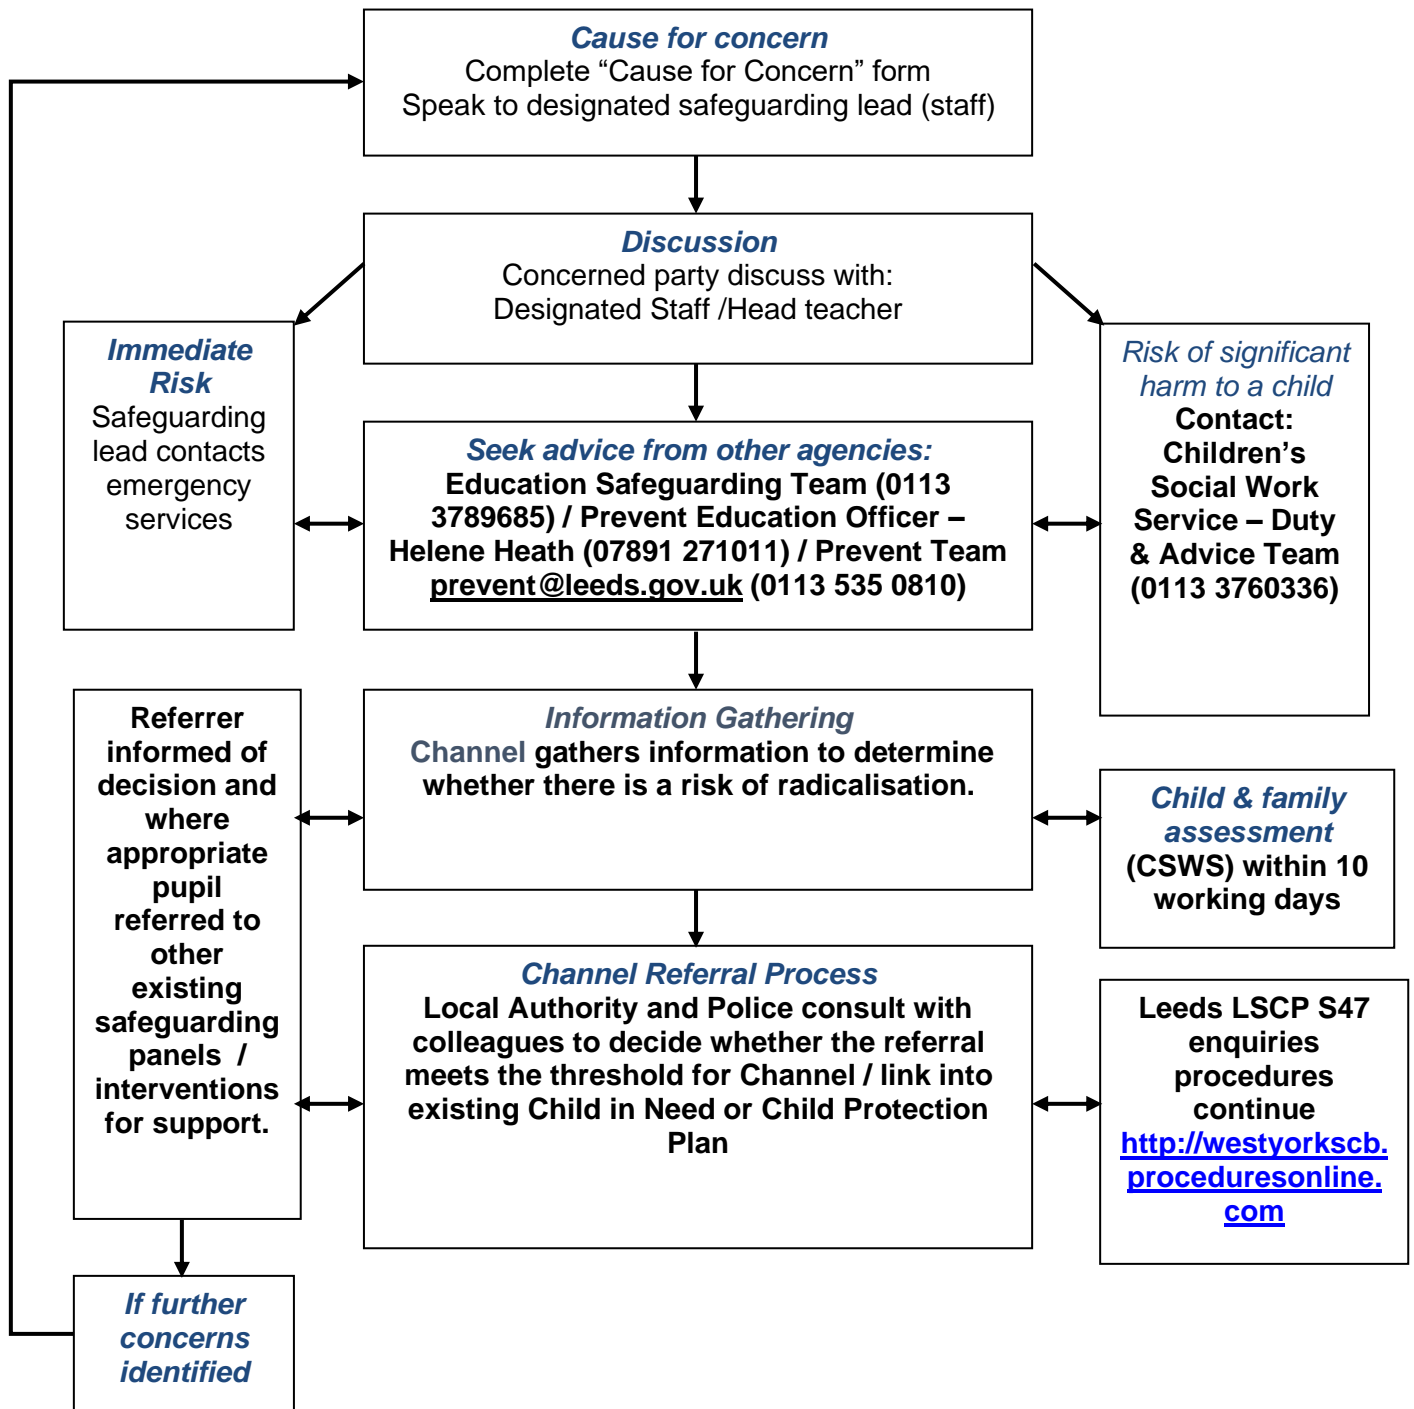 Cause for concern
Complete “Cause for Concern” form
Speak to designated safeguarding lead (staff)
Discussion
Concerned party discuss with:
Designated Staff /Head teacher
Immediate
Risk
Safeguarding
lead contacts
emergency
services
Risk of significant
harm to a child
Contact:
Children’s
Social Work
Service – Duty
& Advice Team
(0113 3760336)
Seek advice from other agencies:
Education Safeguarding Team (0113
3789685) / Prevent Education Officer –
Helene Heath (07891 271011) / Prevent Team
prevent@leeds.gov.uk (0113 535 0810)
Referrer
informed of
decision and
where
appropriate
pupil
referred to
other
existing
safeguarding
panels /
interventions
for support.
Information Gathering
Channel gathers information to determine
whether there is a risk of radicalisation.
Child & family
assessment
(CSWS) within 10
working days
Channel Referral Process
Local Authority and Police consult with
colleagues to decide whether the referral
meets the threshold for Channel / link into
existing Child in Need or Child Protection
Plan
Leeds LSCP S47
enquiries
procedures
continue
http://westyorkscb.
proceduresonline.
com
If further
concerns
identified